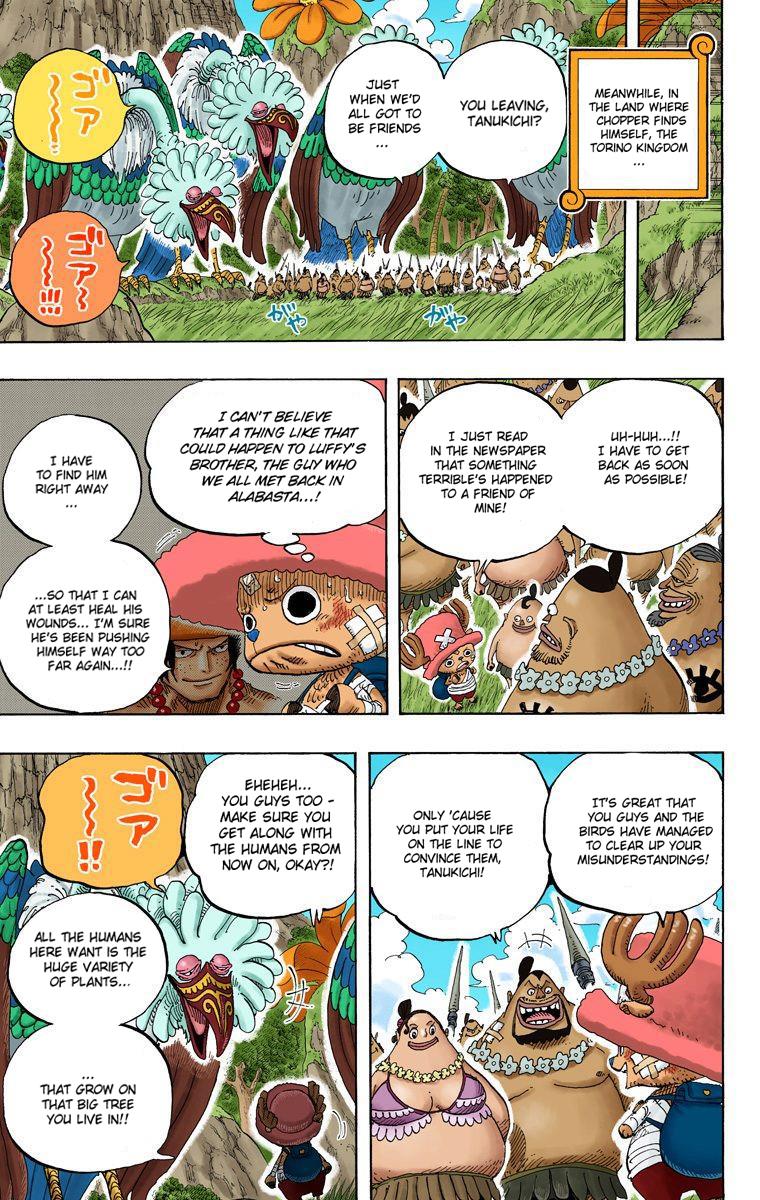 MEANWHILE, IN
THE LAND WHERE
CHOPPER FINDS
HIMSELF, THE
TORINO KINGDOM
...
YOU LEAVING,
TANUKICHI?
JUST
WHEN WE'D
ALL GOT TO
BE FRIENDS
...
ゴァ
〜〜!!
ゴァ〜
〜〜!!!
がや
がや
UH-HUH...!!
I HAVE TO GET
BACK AS SOON
AS POSSIBLE!
I JUST READ
IN THE NEWSPAPER
THAT SOMETHING
TERRIBLE'S HAPPENED
TO A FRIEND OF
MINE!
I CAN'T BELIEVE
THAT A THING LIKE THAT
COULD HAPPEN TO LUFFY'S
BROTHER, THE GUY WHO
WE ALL MET BACK IN
ALABASTA...!
I HAVE
TO FIND HIM
RIGHT AWAY
...
...SO THAT I CAN
AT LEAST HEAL HIS
WOUNDS... I'M SURE
HE'S BEEN PUSHING
HIMSELF WAY TOO
FAR AGAIN...!!
IT'S GREAT THAT
YOU GUYS AND THE
BIRDS HAVE MANAGED
TO CLEAR UP YOUR
MISUNDERSTANDINGS!
ONLY 'CAUSE
YOU PUT YOUR LIFE
ON THE LINE TO
CONVINCE THEM,
TANUKICHI!
EHEHEH...
YOU GUYS TOO -
MAKE SURE YOU
GET ALONG WITH
THE HUMANS FROM
NOW ON, OKAY?!
ゴァ
〜〜!!
ALL THE HUMANS
HERE WANT IS THE
HUGE VARIETY
OF PLANTS...
...
THAT GROW ON
THAT BIG TREE
YOU LIVE IN!!